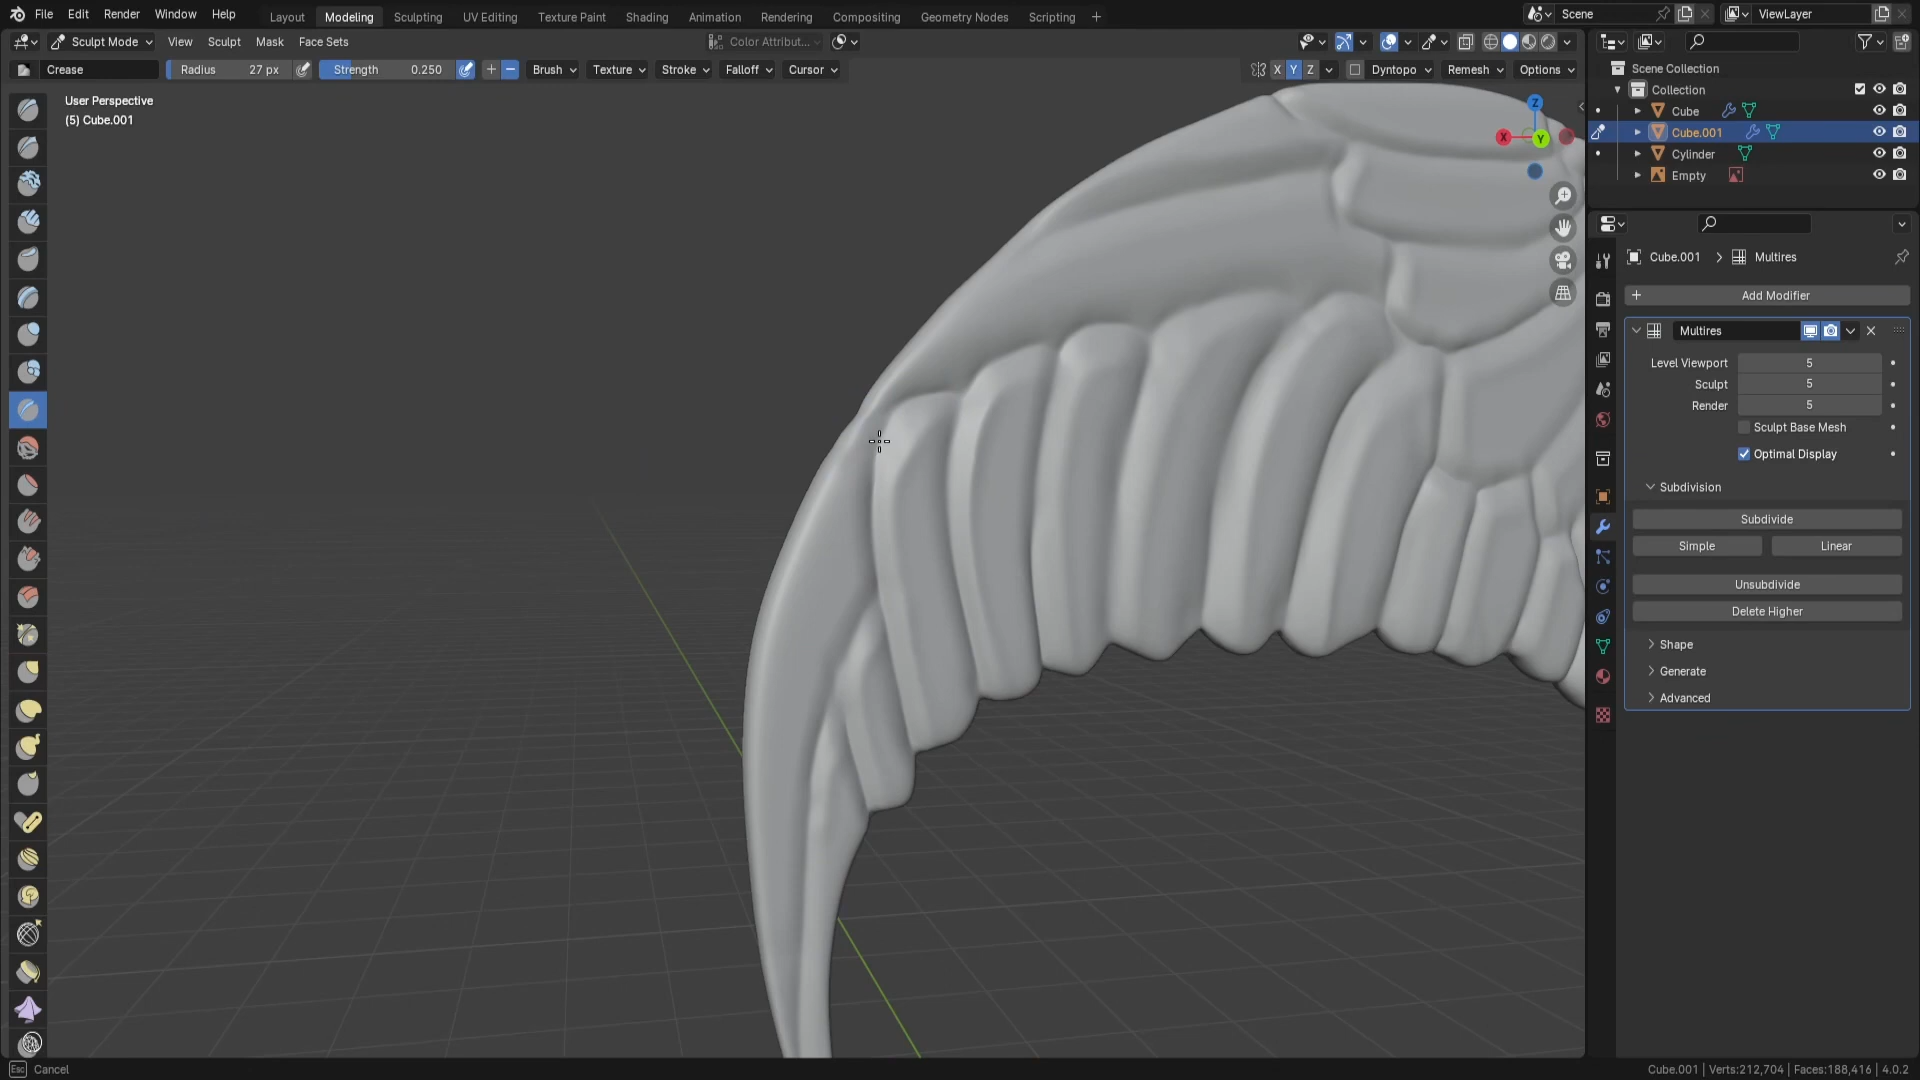 File Edit Render Window Help Layout Modeling Sculpting UV Editing Texture Paint Shading Animation Rendering Compositing Geometry Nodes Scripting + Scene ViewLayer
Sculpt Mode View Sculpt Mask Face Sets Color Attribut...
Crease Radius 27 px Strength 0.250 Brush Texture Stroke Falloff Cursor X Y Z Dyntopo Remesh Options
User Perspective
(5) Cube.001
Z
X
Y
Scene Collection
Collection
Cube
Cube.001
Cylinder
Empty
Cube.001 > Multires
+ Add Modifier
Multires
Level Viewport 5
Sculpt 5
Render 5
Sculpt Base Mesh
Optimal Display
Subdivision
Subdivide
Simple Linear
Unsubdivide
Delete Higher
Shape
Generate
Advanced
Esc Cancel
Cube.001 | Verts:212,704 | Faces:188,416 | 4.0.2